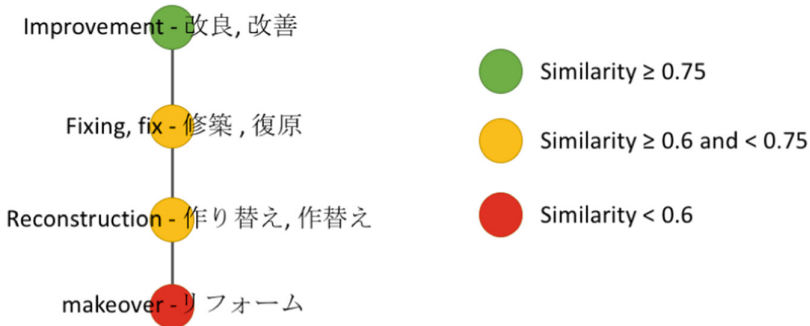 Improvement - 改良, 改善
Fixing, fix - 修築 , 復原
Reconstruction - 作り替え, 作替え
makeover -リフォーム
Similarity ≥ 0.75
Similarity ≥ 0.6 and < 0.75
Similarity < 0.6